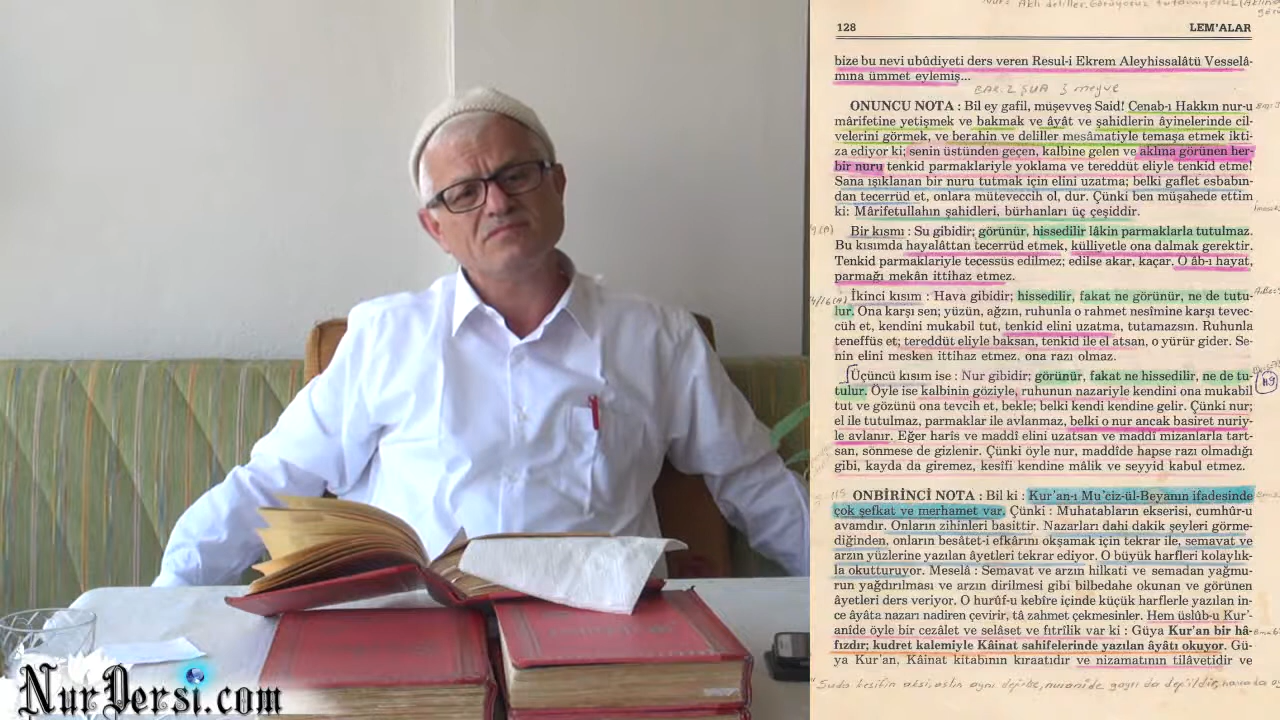 128 LEM'ALAR
bize bu nevi ubûdiyeti ders veren Resul-i Ekrem Aleyhissalâtü Vesselâ-
mına ümmet eylemiş...
ONUNCU NOTA : Bil ey gafil, müşevveş Said! Cenab-ı Hakkın nur-u
mârifetine yetişmek ve bakmak ve âyât ve şahidlerin âyinelerinde cil-
velerini görmek, ve berahin ve deliller mesâmatiyle temaşa etmek ikti-
za ediyor ki; senin üstünden geçen, kalbine gelen ve aklına görünen her-
bir nuru tenkid parmaklariyle yoklama ve tereddüt eliyle tenkid etme!
Sana ışıklanan bir nuru tutmak için elini uzatma; belki gaflet esbabın-
dan tecerrüd et, onlara müteveccih ol, dur. Çünki ben müşahede ettim
ki: Mârifetullahın şahidleri, bürhanları üç çeşiddir.
Bir kısmı : Su gibidir; görünür, hissedilir lâkin parmaklarla tutulmaz.
Bu kısımda hayalâttan tecerrüd etmek, külliyetle ona dalmak gerektir.
Tenkid parmaklariyle tecessüs edilmez; edilse akar, kaçar. O âb-ı hayat,
parmağı mekân ittihaz etmez.
İkinci kısım : Hava gibidir; hissedilir, fakat ne görünür, ne de tutu-
lur. Ona karşı sen; yüzün, ağzın, ruhunla o rahmet nesîmine karşı tevec-
cüh et, kendini mukabil tut, tenkid elini uzatma, tutamazsın. Ruhunla
teneffüs et; tereddüt eliyle baksan, tenkid ile el atsan, o yürür gider. Se-
nin elini mesken ittihaz etmez. ona razı olmaz.
Üçüncü kısım ise : Nur gibidir; görünür, fakat ne hissedilir, ne de tu-
tulur. Öyle ise kalbinin göziyle, ruhunun nazariyle kendini ona mukabil
tut ve gözünü ona tevcih et, bekle; belki kendi kendine gelir. Çünki nur;
el ile tutulmaz, parmaklar ile avlanmaz, belki o nur ancak basiret nuriy-
le avlanır. Eğer harîs ve maddî elini uzatsan ve maddî mizanlarla tart-
san, sönmese de gizlenir. Çünki öyle nur, maddîde hapse razı olmadığı
gibi, kayda da giremez, kesîfi kendine mâlik ve seyyid kabul etmez.
ONBİRİNCİ NOTA : Bil ki : Kur'an-ı Mu'ciz-ül-Beyanın ifadesinde
çok şefkat ve merhamet var. Çünki : Muhatabların ekserisi, cumhûr-u
avamdır. Onların zihinleri basittir. Nazarları dahi dakik şeyleri görme-
diğinden, onların besâtet-i efkârını okşamak için tekrar ile, semavat ve
arzın yüzlerine yazılan âyetleri tekrar ediyor. O büyük harfleri kolaylık-
la okutturuyor. Meselâ : Semavat ve arzın hilkati ve semadan yağmu-
run yağdırılması ve arzın dirilmesi gibi bilbedahe okunan ve görünen
âyetleri ders veriyor. O hurûf-u kebîre içinde küçük harflerle yazılan in-
ce âyâta nazarı nadiren çevirir, tâ zahmet çekmesinler. Hem üslûb-u Kur'-
anîde öyle bir cezâlet ve selâset ve fıtrîlik var ki : Güya Kur'an bir hâ-
fızdır; kudret kalemiyle Kâinat sahifelerinde yazılan âyâtı okuyor. Gü-
ya Kur'an, Kâinat kitabının kıraatıdır ve nizamatının tilâvetidir ve
NurDersi.com